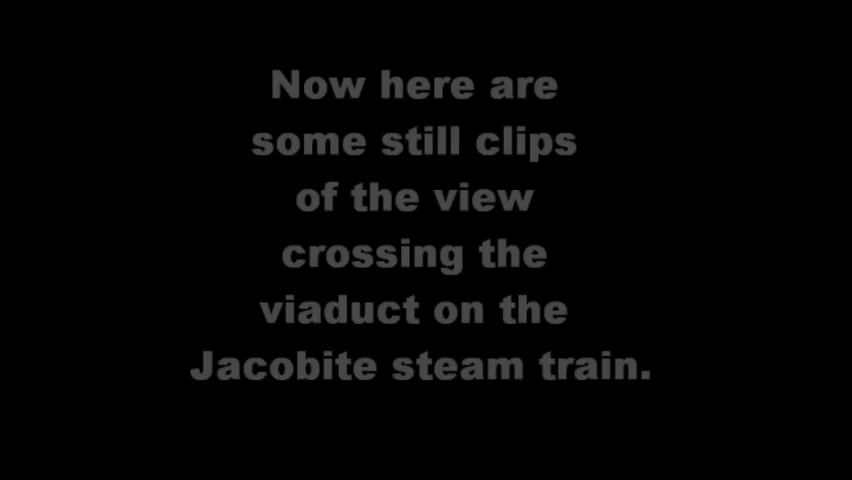 Now here are
some still clips
of the view
crossing the
viaduct on the
Jacobite steam train.